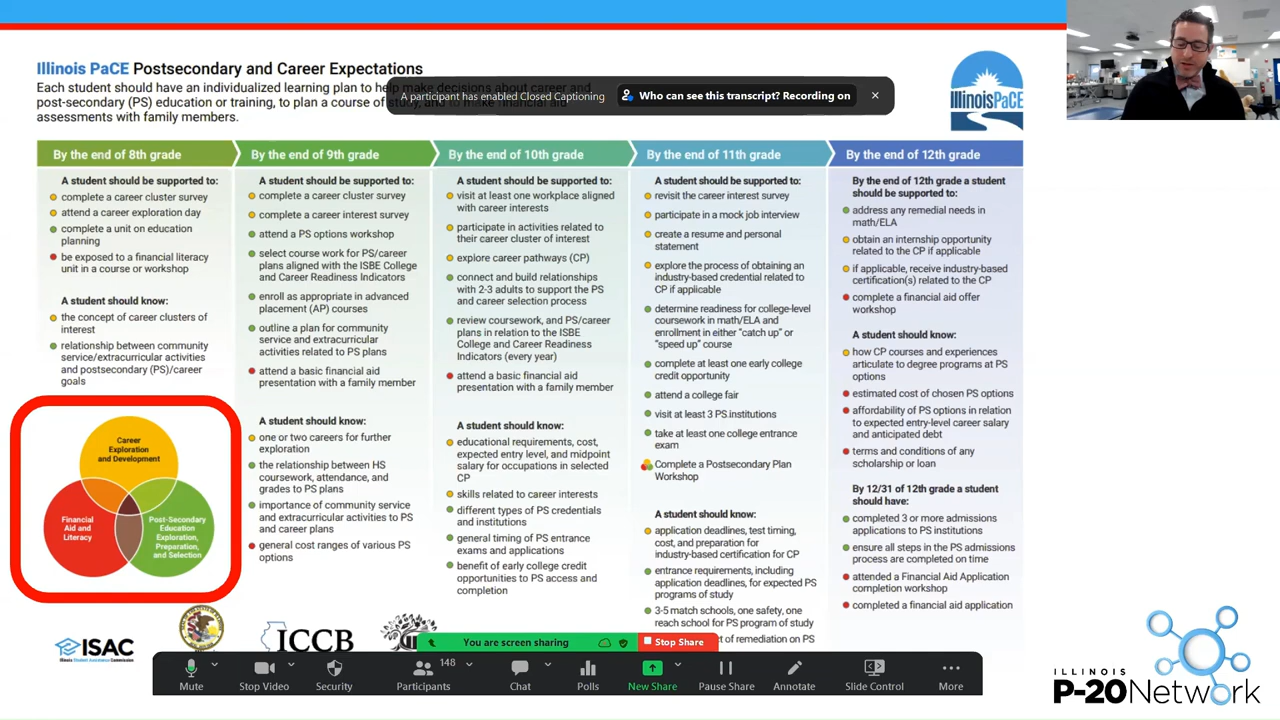 Illinois PaCE Postsecondary and Career Expectations
Each student should have an individualized learning plan to help make decisions about career and
post-secondary (PS) education or training, to plan a course of study, and to make financial aid
assessments with family members.
A participant has enabled Closed Captioning
Who can see this transcript? Recording on
IllinoisPaCE
By the end of 8th grade
A student should be supported to:
complete a career cluster survey
attend a career exploration day
complete a unit on education
planning
be exposed to a financial literacy
unit in a course or workshop
A student should know:
the concept of career clusters of
interest
relationship between community
service/extracurricular activities
and postsecondary (PS)/career
goals
Career
Exploration
and Development
Financial
Aid and
Literacy
Post-Secondary
Education
Exploration,
Preparation,
and Selection
By the end of 9th grade
A student should be supported to:
complete a career cluster survey
complete a career interest survey
attend a PS options workshop
select course work for PS/career
plans aligned with the ISBE College
and Career Readiness Indicators
enroll as appropriate in advanced
placement (AP) courses
outline a plan for community
service and extracurricular
activities related to PS plans
attend a basic financial aid
presentation with a family member
A student should know:
one or two careers for further
exploration
the relationship between HS
coursework, attendance, and
grades to PS plans
importance of community service
and extracurricular activities to PS
and career plans
general cost ranges of various PS
options
By the end of 10th grade
A student should be supported to:
visit at least one workplace aligned
with career interests
participate in activities related to
their career cluster of interest
explore career pathways (CP)
connect and build relationships
with 2-3 adults to support the PS
and career selection process
review coursework, and PS/career
plans in relation to the ISBE
College and Career Readiness
Indicators (every year)
attend a basic financial aid
presentation with a family member
A student should know:
educational requirements, cost,
expected entry level, and midpoint
salary for occupations in selected
CP
skills related to career interests
different types of PS credentials
and institutions
general timing of PS entrance
exams and applications
benefit of early college credit
opportunities to PS access and
completion
By the end of 11th grade
A student should be supported to:
revisit the career interest survey
participate in a mock job interview
create a resume and personal
statement
explore the process of obtaining an
industry-based credential related to
CP if applicable
determine readiness for college-level
coursework in math/ELA and
enrollment in either "catch up" or
"speed up" course
complete at least one early college
credit opportunity
attend a college fair
visit at least 3 PS institutions
take at least one college entrance
exam
Complete a Postsecondary Plan
Workshop
A student should know:
application deadlines, test timing,
cost, and preparation for
industry-based certification for CP
entrance requirements, including
application deadlines, for expected PS
programs of study
3-5 match schools, one safety, one
reach school for PS program of study
of remediation on PS
By the end of 12th grade
By the end of 12th grade a student
should be supported to:
address any remedial needs in
math/ELA
obtain an internship opportunity
related to the CP if applicable
if applicable, receive industry-based
certification(s) related to the CP
complete a financial aid offer
workshop
A student should know:
how CP courses and experiences
articulate to degree programs at PS
options
estimated cost of chosen PS options
affordability of PS options in relation
to expected entry-level career salary
and anticipated debt
terms and conditions of any
scholarship or loan
By 12/31 of 12th grade a student
should have:
completed 3 or more admissions
applications to PS institutions
ensure all steps in the PS admissions
process are completed on time
attended a Financial Aid Application
completion workshop
completed a financial aid application
ISAC
Illinois Student Assistance Commission
ICCB
You are screen sharing
Stop Share
Mute
Stop Video
Security
Participants
148
Chat
Polls
New Share
Pause Share
Annotate
Slide Control
More
ILLINOIS
P-20 Network